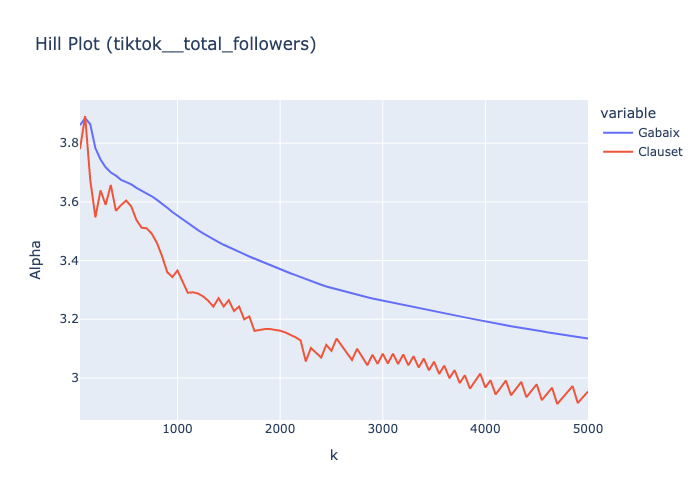 Hill Plot (tiktok__total_followers)
variable
Gabaix
Clauset
Alpha
3.8
3.6
3.4
3.2
3
1000
2000
3000
4000
5000
k